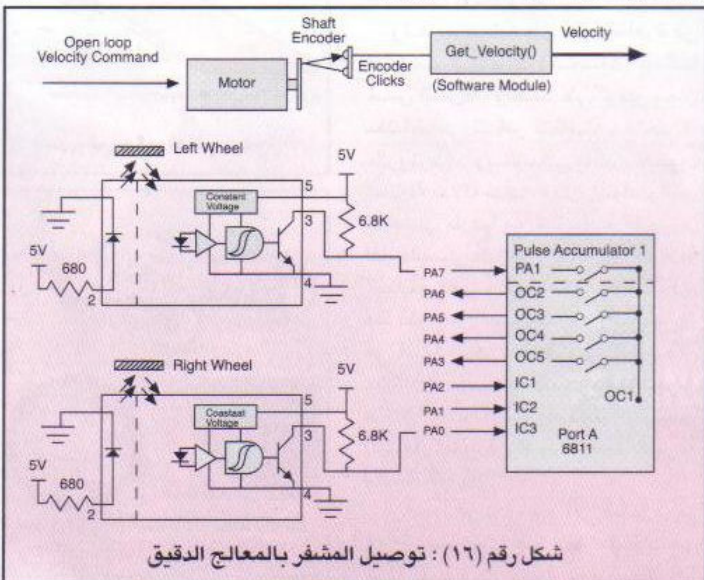 Open loop
Velocity Command
Motor
Shaft
Encoder
Encoder
Clicks
Get_Velocity()
(Software Module)
Velocity
Left Wheel
5V
680
2
Constant
Voltage
5
3
4
5V
6.8K
Right Wheel
5V
680
2
Coastaat
Voltage
5
3
4
5V
6.8K
PA7
PA6
PA5
PA4
PA3
PA2
PA1
PA0
Pulse Accumulator 1
PA1
OC2
OC3
OC4
OC5
IC1
IC2
IC3
OC1
Port A
6811
شكل رقم (١٦) : توصيل المشفر بالمعالج الدقيق